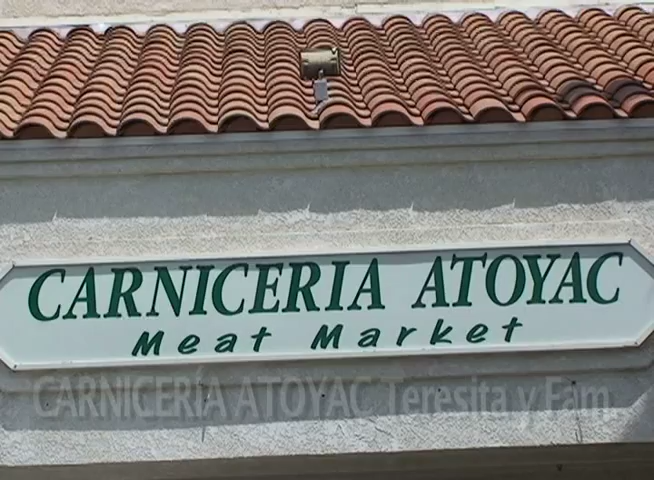 CARNICERIA ATOYAC
Meat Market
CARNICERÍA ATOYAC Teresita y Fam.